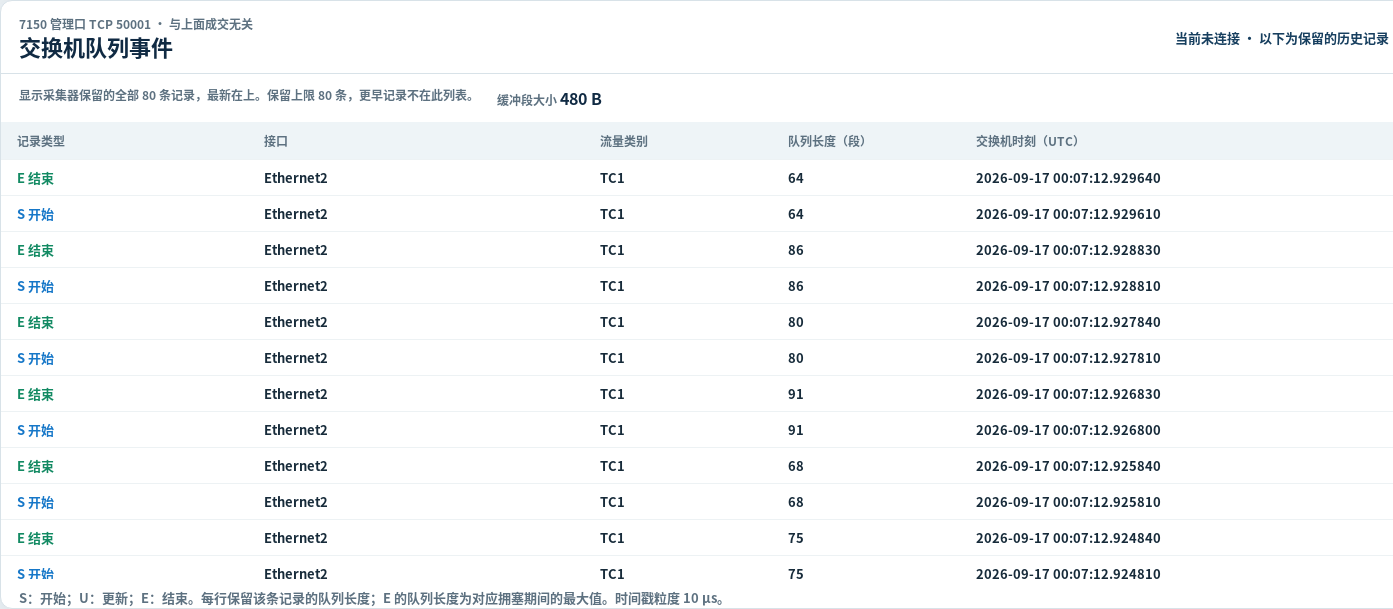 7150 管理口 TCP 50001 · 与上面成交无关
交换机队列事件
当前未连接 · 以下为保留的历史记录
显示采集器保留的全部 80 条记录，最新在上。保留上限 80 条，更早记录不在此列表。 缓冲段大小 480 B
记录类型 接口 流量类别 队列长度（段） 交换机时刻（UTC）
E 结束 Ethernet2 TC1 64 2026-09-17 00:07:12.929640
S 开始 Ethernet2 TC1 64 2026-09-17 00:07:12.929610
E 结束 Ethernet2 TC1 86 2026-09-17 00:07:12.928830
S 开始 Ethernet2 TC1 86 2026-09-17 00:07:12.928810
E 结束 Ethernet2 TC1 80 2026-09-17 00:07:12.927840
S 开始 Ethernet2 TC1 80 2026-09-17 00:07:12.927810
E 结束 Ethernet2 TC1 91 2026-09-17 00:07:12.926830
S 开始 Ethernet2 TC1 91 2026-09-17 00:07:12.926800
E 结束 Ethernet2 TC1 68 2026-09-17 00:07:12.925840
S 开始 Ethernet2 TC1 68 2026-09-17 00:07:12.925810
E 结束 Ethernet2 TC1 75 2026-09-17 00:07:12.924840
S 开始 Ethernet2 TC1 75 2026-09-17 00:07:12.924810
S：开始；U：更新；E：结束。每行保留该条记录的队列长度；E 的队列长度为对应拥塞期间的最大值。时间戳粒度 10 μs。